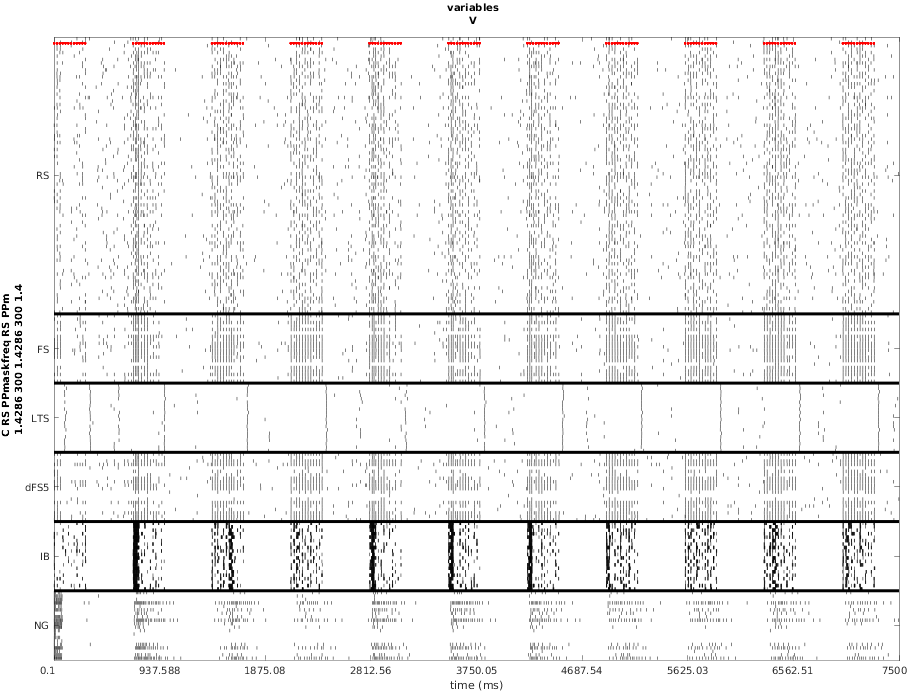 variables
V
C RS PPmaskfreq RS PPm
1.4286 300 1.4286 300 1.4
RS
FS
LTS
dFS5
IB
NG
0.1 937.588 1875.08 2812.56 3750.05 4687.54 5625.03 6562.51 7500
time (ms)